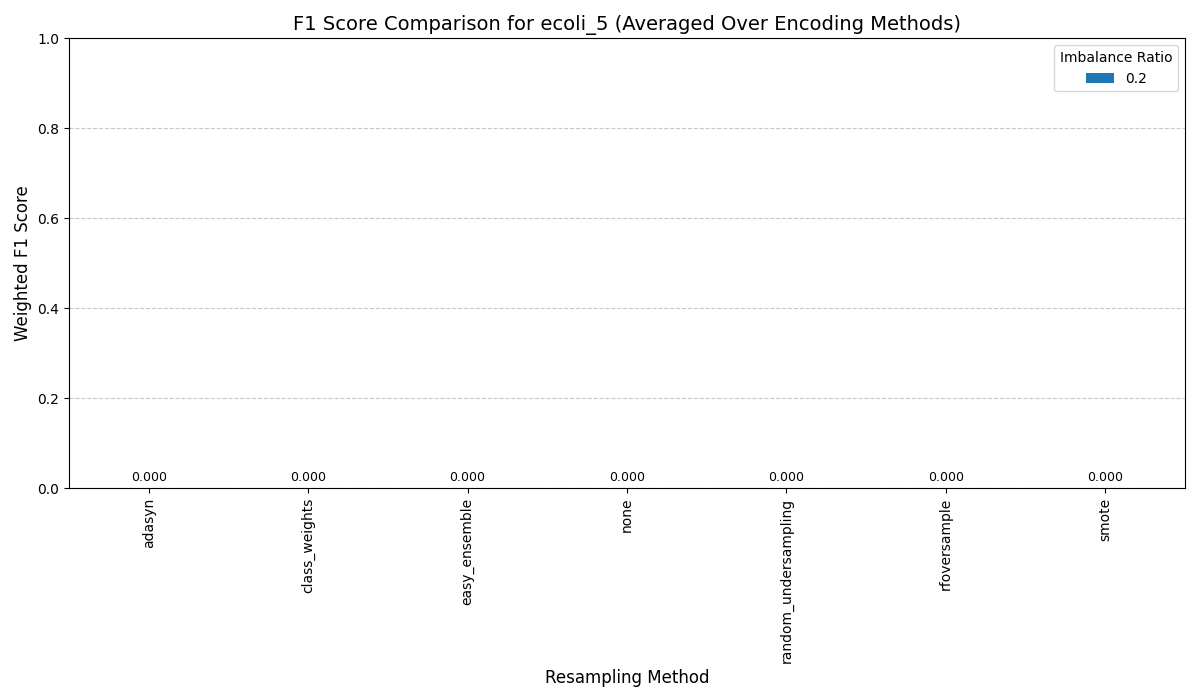 F1 Score Comparison for ecoli_5 (Averaged Over Encoding Methods)
Weighted F1 Score
1.0
0.8
0.6
0.4
0.2
0.0
Imbalance Ratio
0.2
0.000 0.000 0.000 0.000 0.000 0.000 0.000
adasyn
class_weights
easy_ensemble
none
random_undersampling
rfoversample
smote
Resampling Method